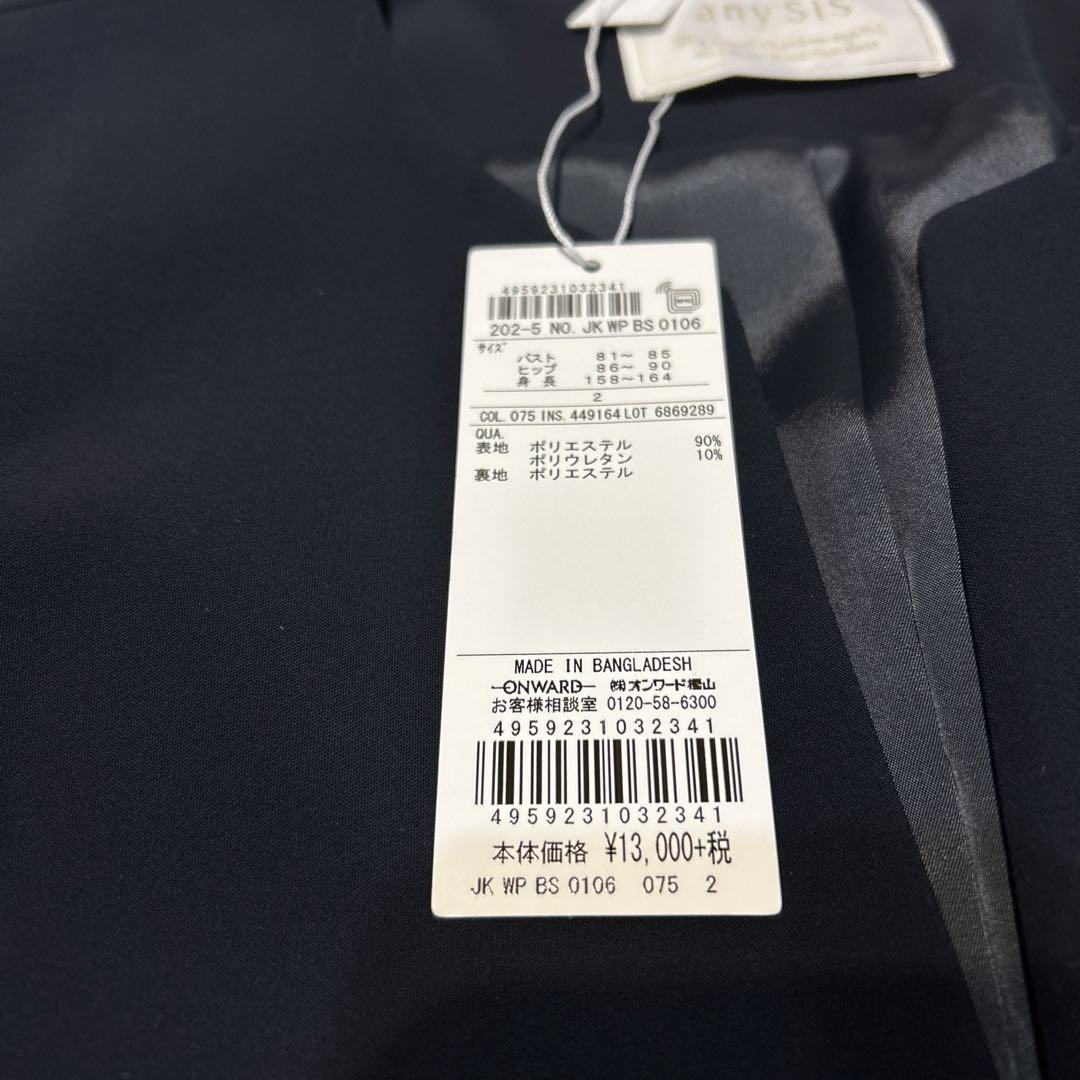 any SiS
4959231032341
202-5 NO. JK WP BS 0106
サイズ
バスト 81~ 85
ヒップ 86~ 90
身長 158~164
2
COL. 075 INS. 449164 LOT 6869289
QUA.
表地 ポリエステル 90%
ポリウレタン 10%
裏地 ポリエステル
MADE IN BANGLADESH
ONWARD ㈱オンワード樫山
お客様相談室 0120-58-6300
4959231032341
4959231032341
本体価格 ¥13,000+税
JK WP BS 0106 075 2